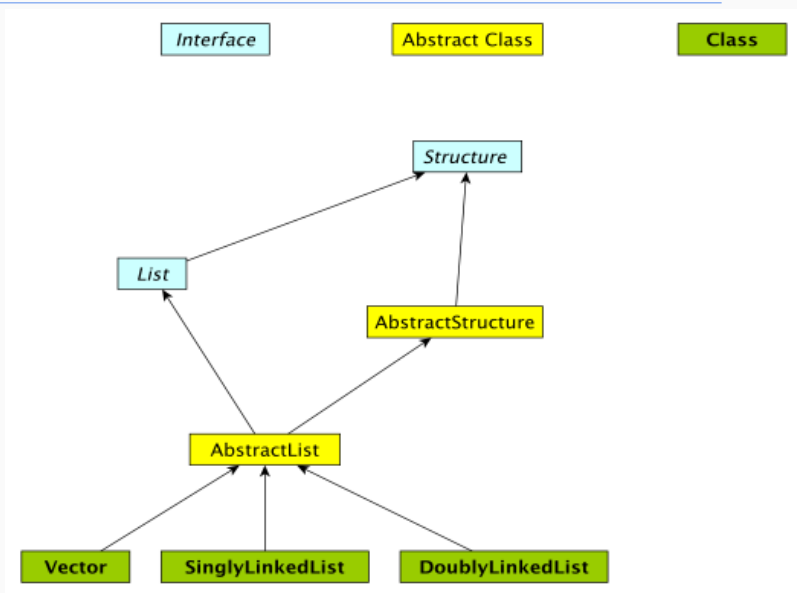 Interface
Abstract Class
Class
Structure
List
AbstractStructure
AbstractList
Vector
SinglyLinkedList
DoublyLinkedList